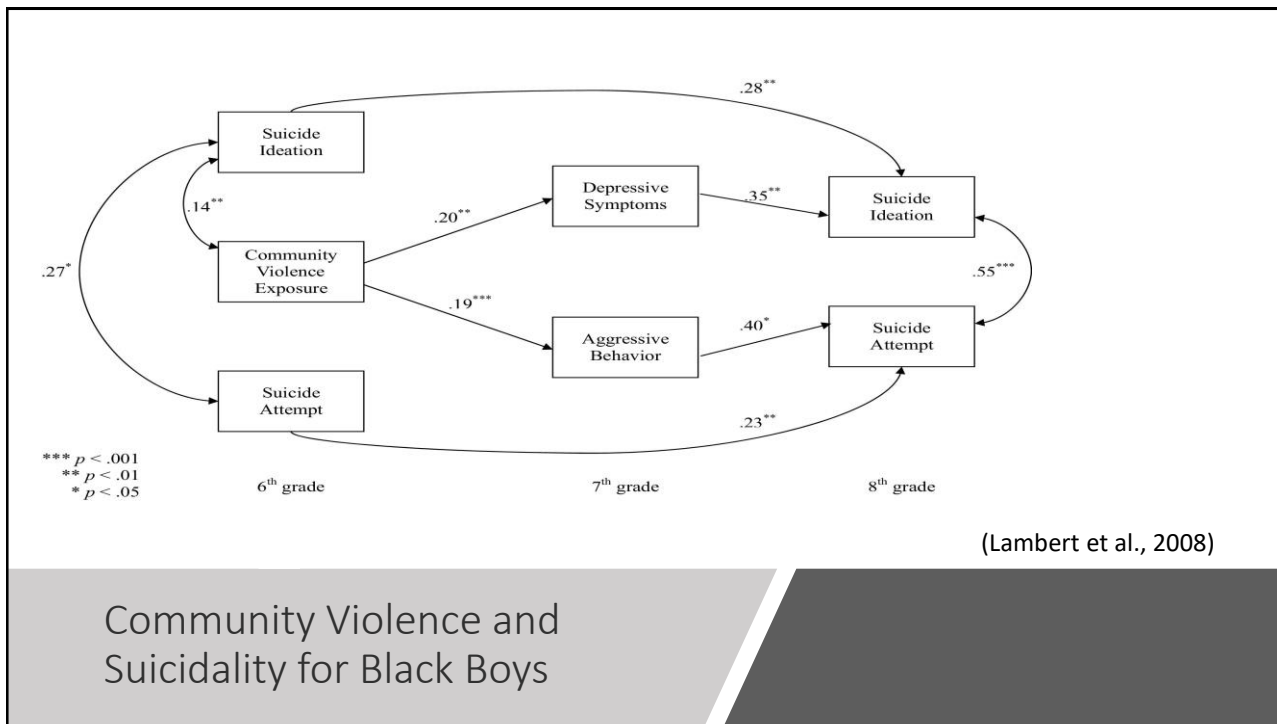 .28**
Suicide
Ideation
Depressive
Symptoms
Suicide
Ideation
.14**
.20**
.35**
Community
Violence
Exposure
.27*
.55***
.19***
Aggressive
Behavior
.40*
Suicide
Attempt
Suicide
Attempt
.23**
*** p < .001
** p < .01
* p < .05
6th grade
7th grade
8th grade
(Lambert et al., 2008)
Community Violence and
Suicidality for Black Boys